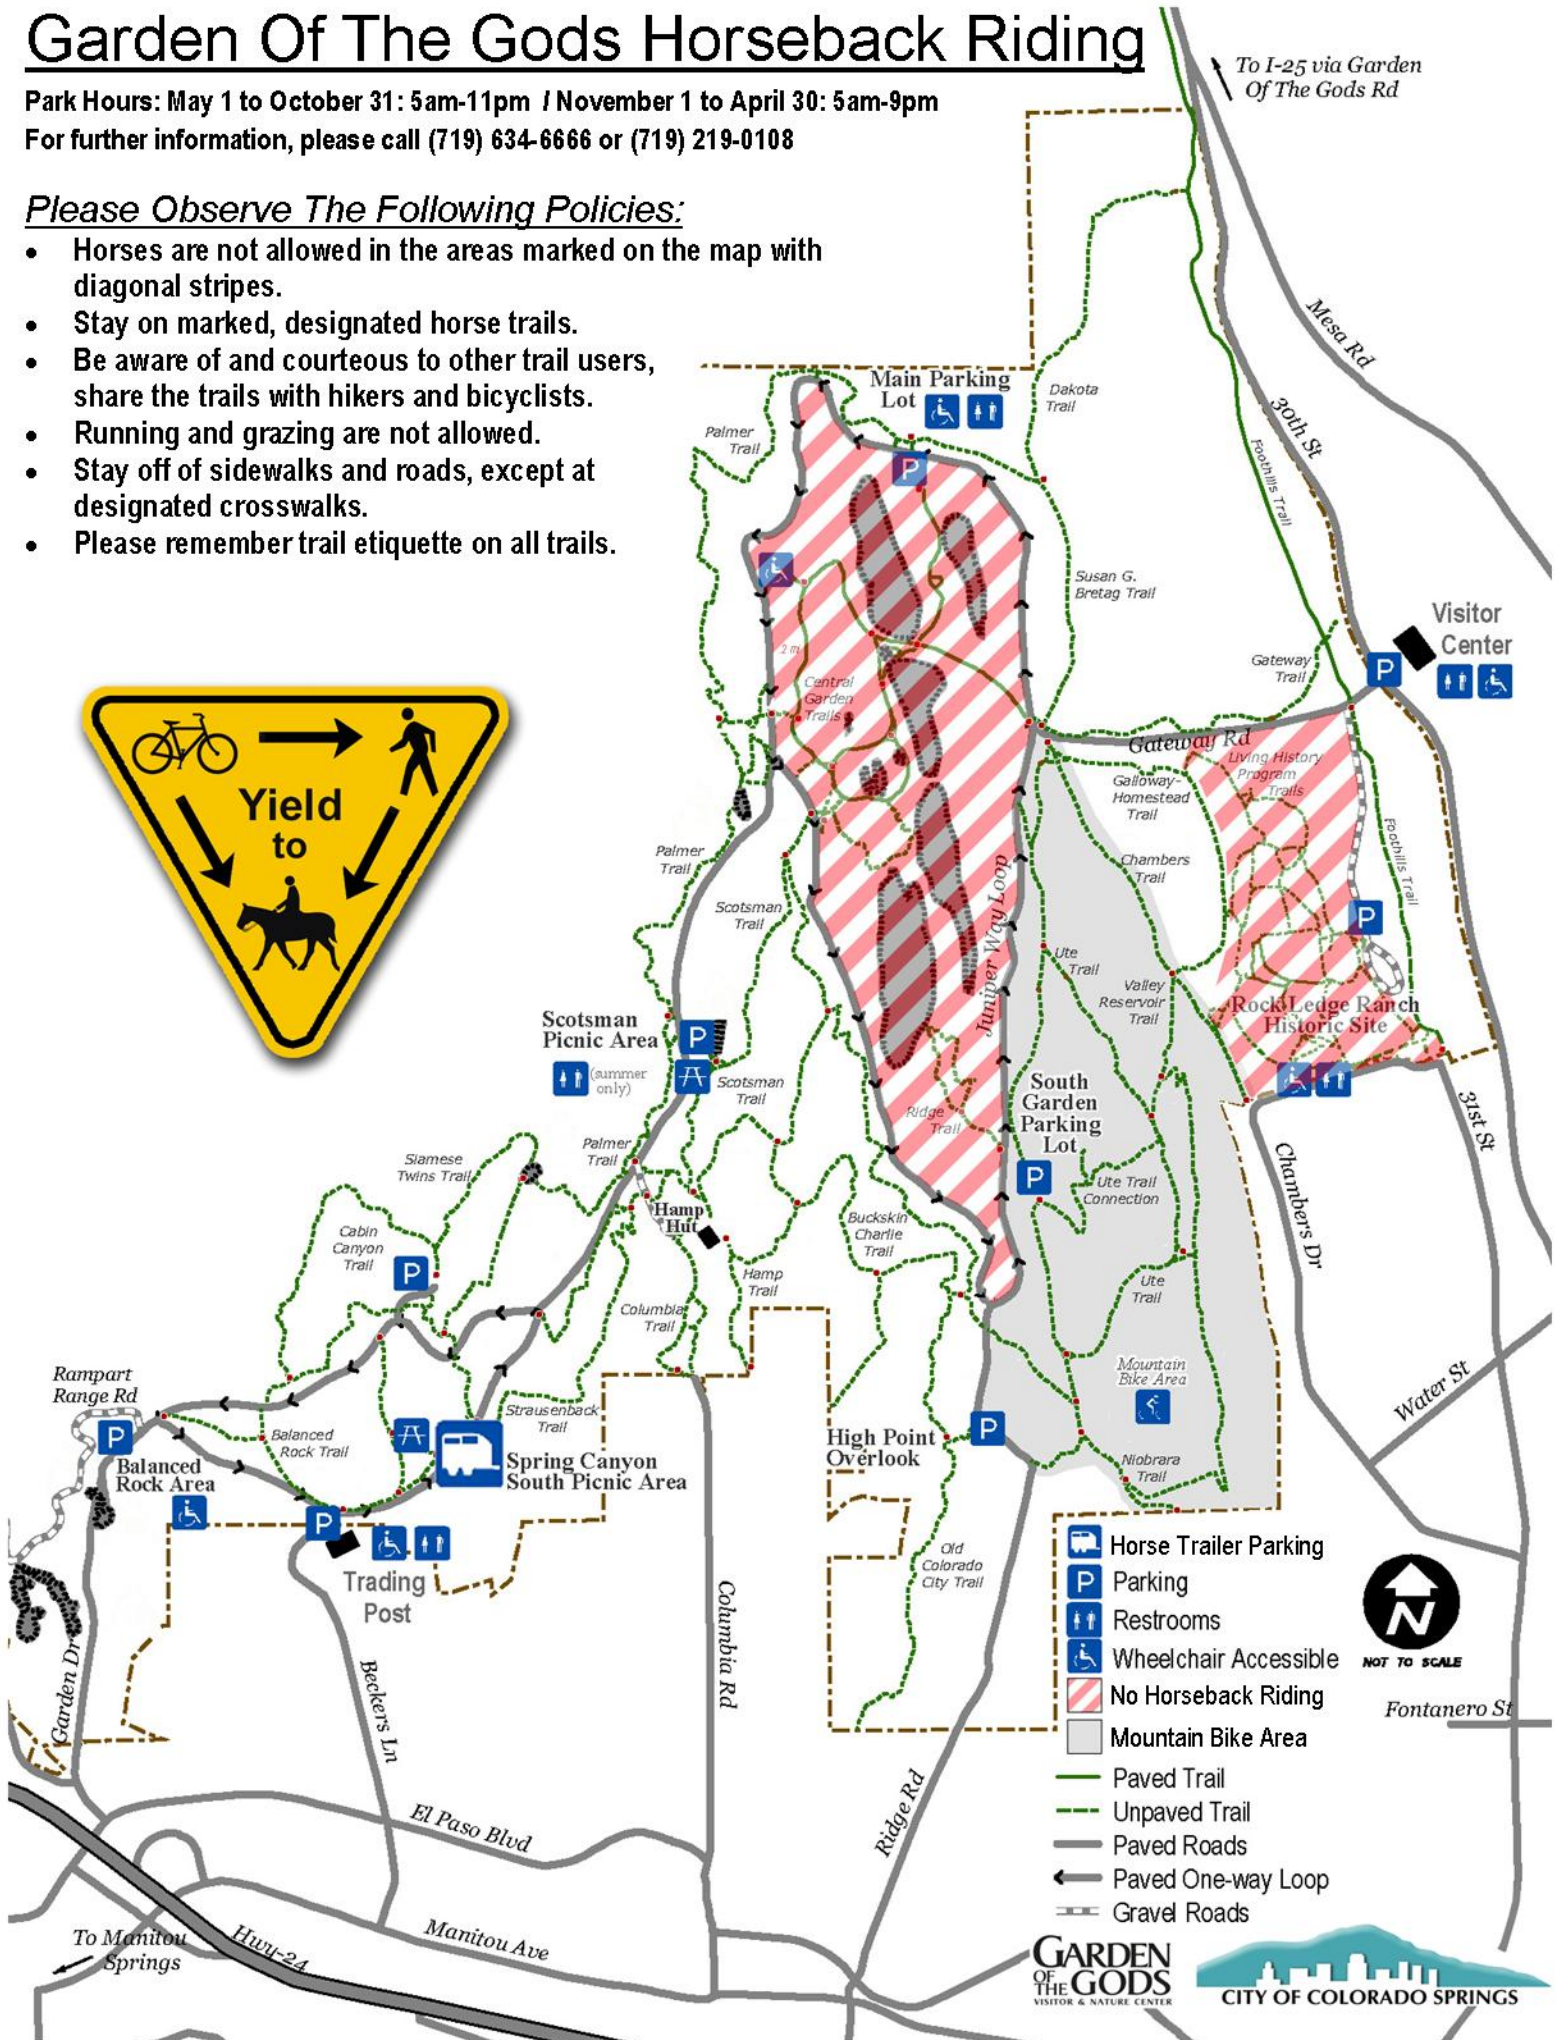 Garden Of The Gods Horseback Riding
Park Hours: May 1 to October 31: 5am-11pm / November 1 to April 30: 5am-9pm
For further information, please call (719) 634-6666 or (719) 219-0108
Please Observe The Following Policies:
• Horses are not allowed in the areas marked on the map with
diagonal stripes.
• Stay on marked, designated horse trails.
• Be aware of and courteous to other trail users,
share the trails with hikers and bicyclists.
• Running and grazing are not allowed.
• Stay off of sidewalks and roads, except at
designated crosswalks.
• Please remember trail etiquette on all trails.
To I-25 via Garden
Of The Gods Rd
Mesa Rd
30th St
Foothills Trail
Dakota
Trail
Main Parking
Lot
P
Palmer
Trail
Susan G.
Bretag Trail
Visitor
Center
P
Gateway
Trail
Gateway Rd
2 m
Central
Garden
Trails
Living History
Program
Trails
Galloway-
Homestead
Trail
Chambers
Trail
Foothills Trail
P
Yield
to
Palmer
Trail
Scotsman
Trail
Juniper Way Loop
Ute
Trail
Valley
Reservoir
Trail
Rock Ledge Ranch
Historic Site
Scotsman
Picnic Area
P
(summer
only)
Scotsman
Trail
South
Garden
Parking
Lot
P
Ridge
Trail
31st St
Chambers Dr
Palmer
Trail
Siamese
Twins Trail
Ute Trail
Connection
Hamp
Hut
Buckskin
Charlie
Trail
Cabin
Canyon
Trail
P
Hamp
Trail
Columbia
Trail
Ute
Trail
Mountain
Bike Area
Water St
Rampart
Range Rd
P
Balanced
Rock Area
Balanced
Rock Trail
Strausenback
Trail
Spring Canyon
South Picnic Area
High Point
Overlook
P
Niobrara
Trail
P
Trading
Post
Old
Colorado
City Trail
Columbia Rd
Garden Dr
Beckers Ln
Ridge Rd
Fontanero St
El Paso Blvd
Manitou Ave
Hwy-24
To Manitou
Springs
Horse Trailer Parking
P Parking
Restrooms
Wheelchair Accessible
No Horseback Riding
Mountain Bike Area
Paved Trail
Unpaved Trail
Paved Roads
Paved One-way Loop
Gravel Roads
N
NOT TO SCALE
GARDEN
OF
THE GODS
VISITOR & NATURE CENTER
CITY OF COLORADO SPRINGS